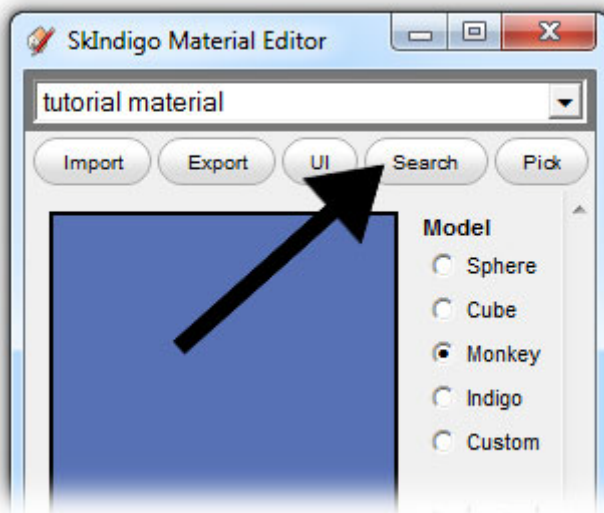 SkIndigo Material Editor
tutorial material
Import Export UI Search Pick
Model
Sphere
Cube
Monkey
Indigo
Custom